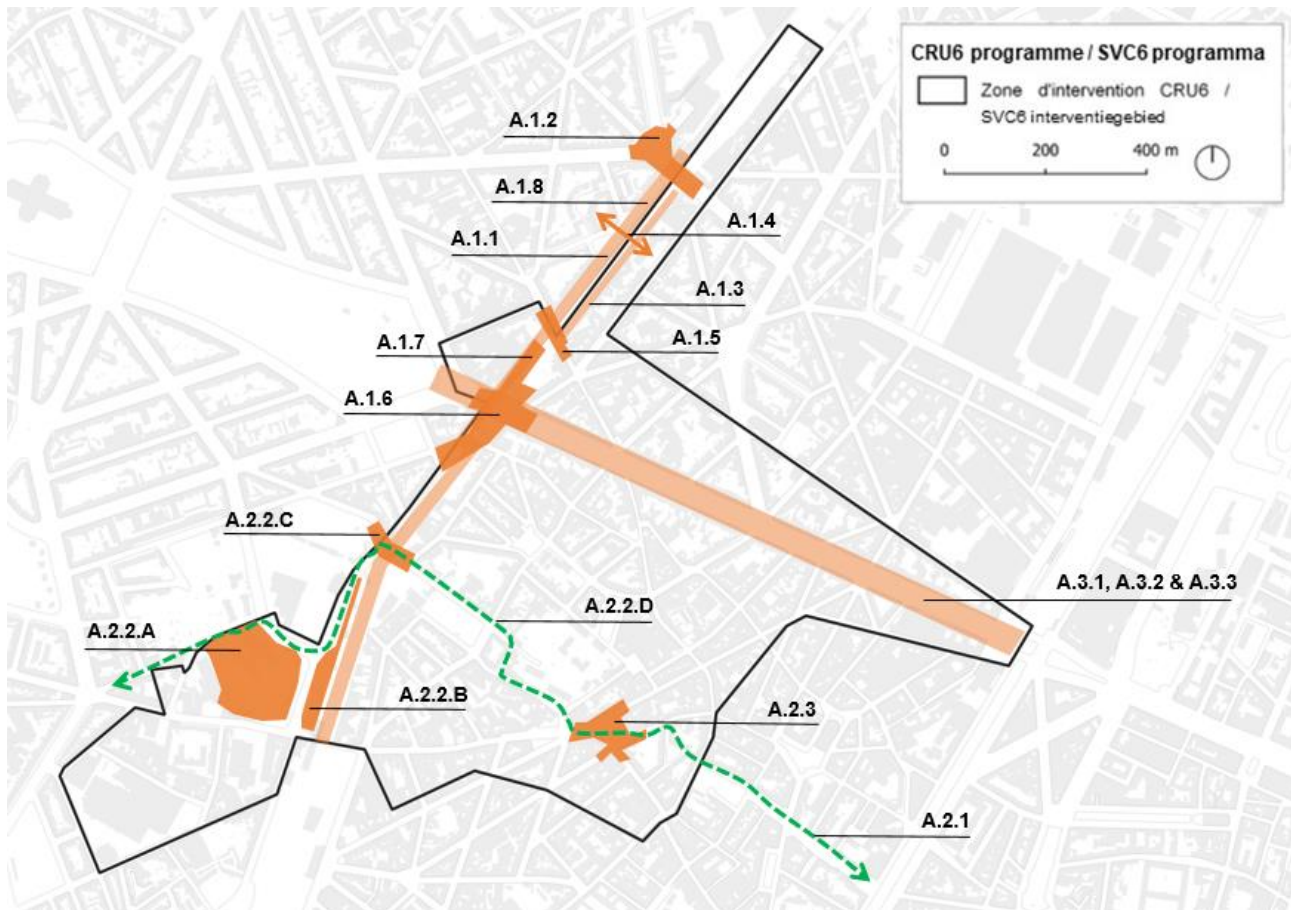 CRU6 programme / SVC6 programma
Zone d'intervention CRU6 /
SVC6 interventiegebied
0 200 400 m
A.1.2
A.1.8
A.1.4
A.1.1
A.1.3
A.1.7
A.1.5
A.1.6
A.2.2.C
A.3.1, A.3.2 & A.3.3
A.2.2.D
A.2.2.A
A.2.2.B
A.2.3
A.2.1